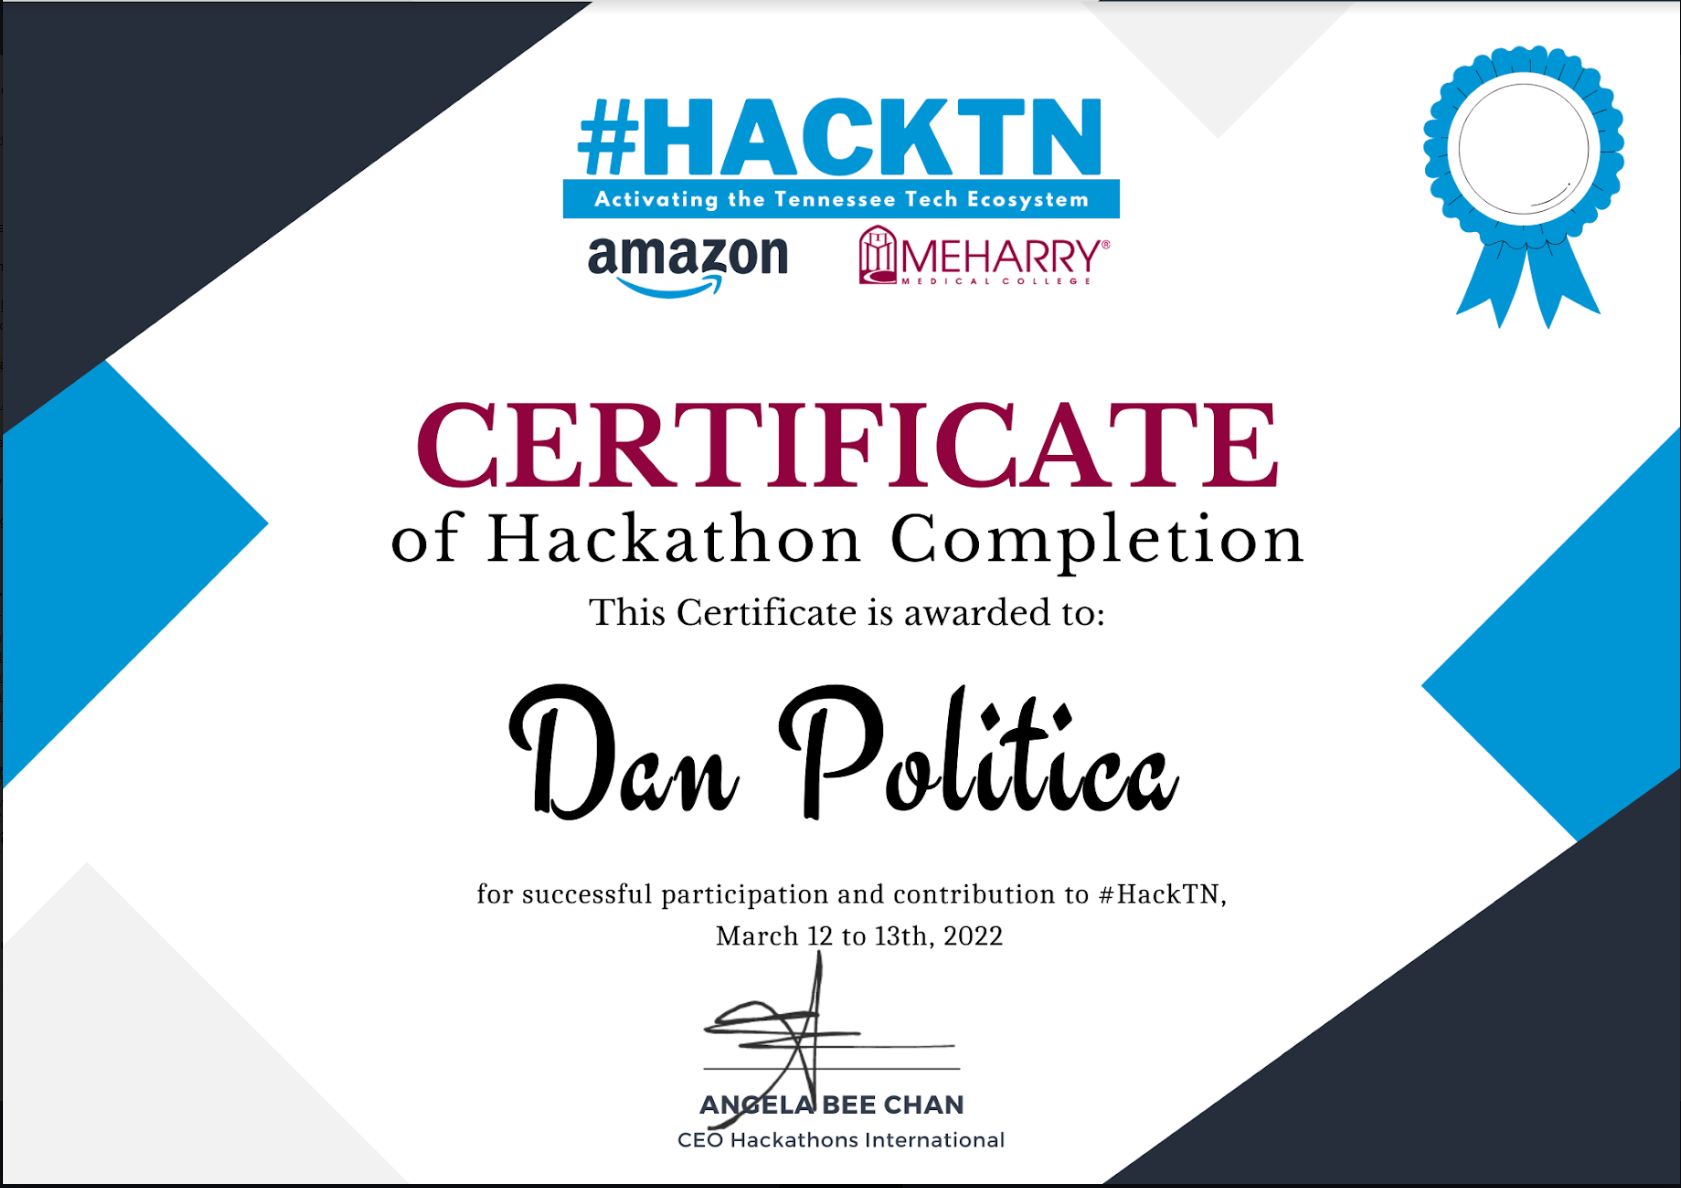 #HACKTN
Activating the Tennessee Tech Ecosystem
amazon
MEHARRY®
MEDICAL COLLEGE
CERTIFICATE
of Hackathon Completion
This Certificate is awarded to:
Dan Politica
for successful participation and contribution to #HackTN,
March 12 to 13th, 2022
ANGELA BEE CHAN
CEO Hackathons International